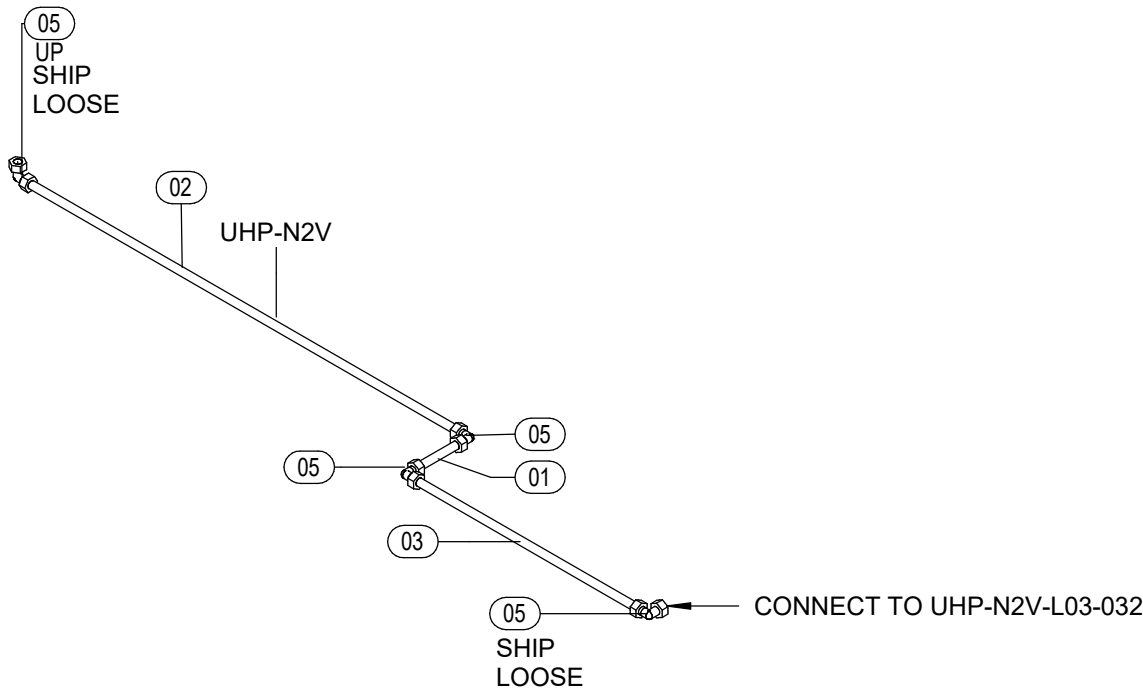 05
UP
SHIP
LOOSE
02
UHP-N2V
05
05
01
03
CONNECT TO UHP-N2V-L03-032
05
SHIP
LOOSE